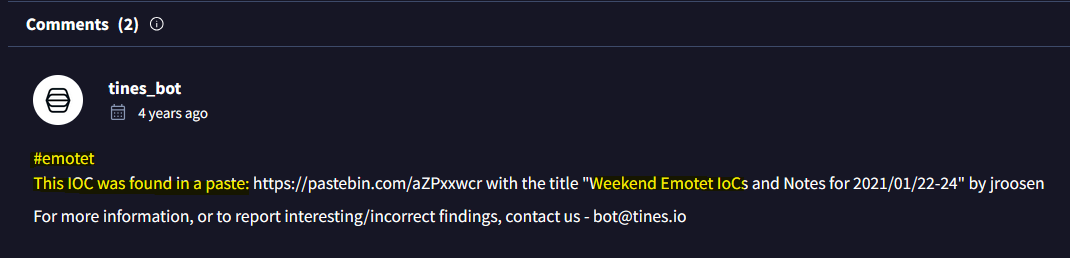 Comments (2)
tines_bot
4 years ago
#emotet
This IOC was found in a paste: https://pastebin.com/aZPxxwcr with the title "Weekend Emotet IoCs and Notes for 2021/01/22-24" by jroosen
For more information, or to report interesting/incorrect findings, contact us - bot@tines.io